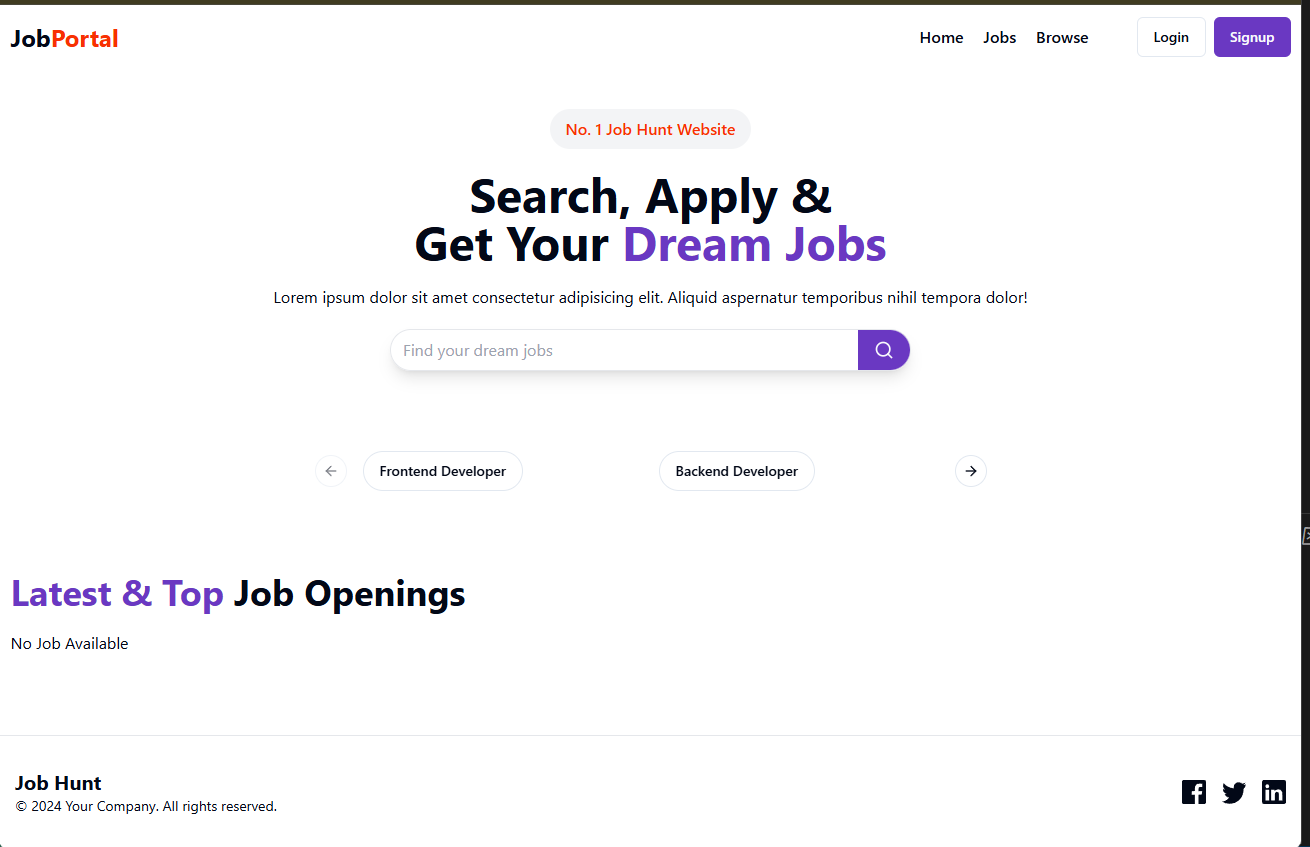 JobPortal
Home Jobs Browse Login Signup
No. 1 Job Hunt Website
Search, Apply &
Get Your Dream Jobs
Lorem ipsum dolor sit amet consectetur adipisicing elit. Aliquid aspernatur temporibus nihil tempora dolor!
Find your dream jobs
Frontend Developer Backend Developer
Latest & Top Job Openings
No Job Available
Job Hunt
© 2024 Your Company. All rights reserved.